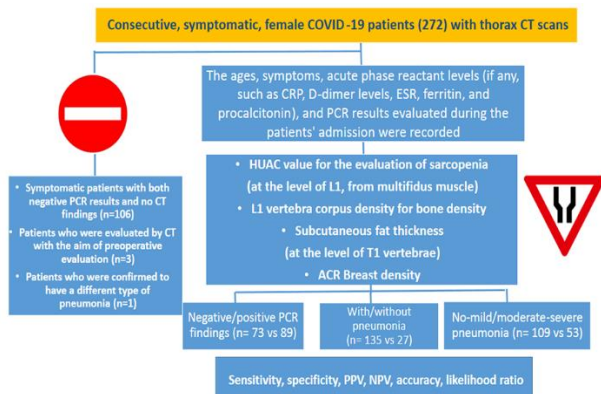 Consecutive, symptomatic, female COVID-19 patients (272) with thorax CT scans
The ages, symptoms, acute phase reactant levels (if any,
such as CRP, D-dimer levels, ESR, ferritin, and
procalcitonin), and PCR results evaluated during the
patients' admission were recorded
• Symptomatic patients with both
negative PCR results and no CT
findings (n=106)
• Patients who were evaluated by CT
with the aim of preoperative
evaluation (n=3)
• Patients who were confirmed to
have a different type of
pneumonia (n=1)
• HUAC value for the evaluation of sarcopenia
(at the level of L1, from multifidus muscle)
• L1 vertebra corpus density for bone density
• Subcutaneous fat thickness
(at the level of T1 vertebrae)
• ACR Breast density
Negative/positive PCR
findings (n= 73 vs 89)
With/without
pneumonia
(n= 135 vs 27)
No-mild/moderate-severe
pneumonia (n= 109 vs 53)
Sensitivity, specificity, PPV, NPV, accuracy, likelihood ratio